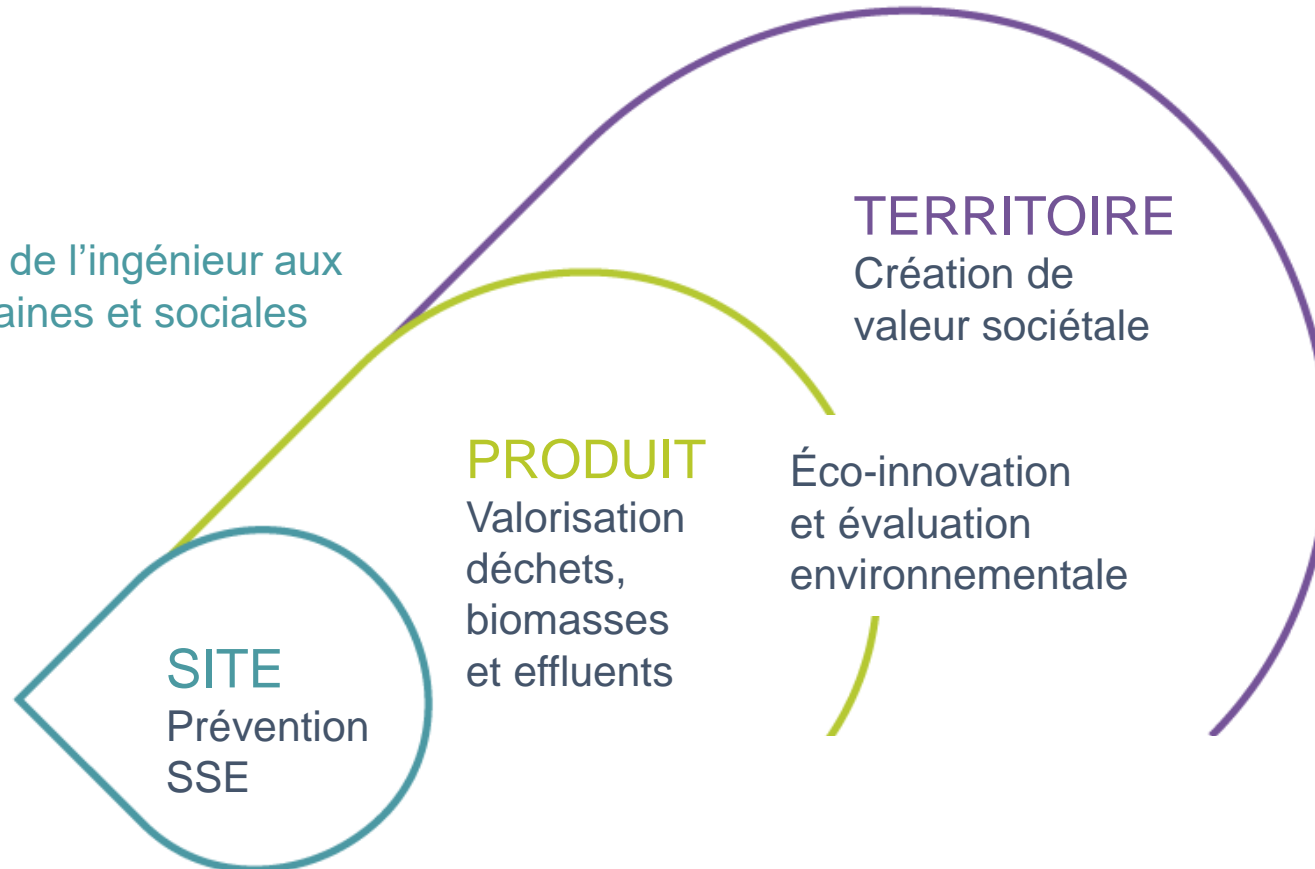 de l’ingénieur aux
et sociales
TERRITOIRE
Création de
valeur sociétale
PRODUIT
Valorisation
déchets,
biomasses
et effluents
Éco-innovation
et évaluation
environnementale
SITE
Prévention
SSE